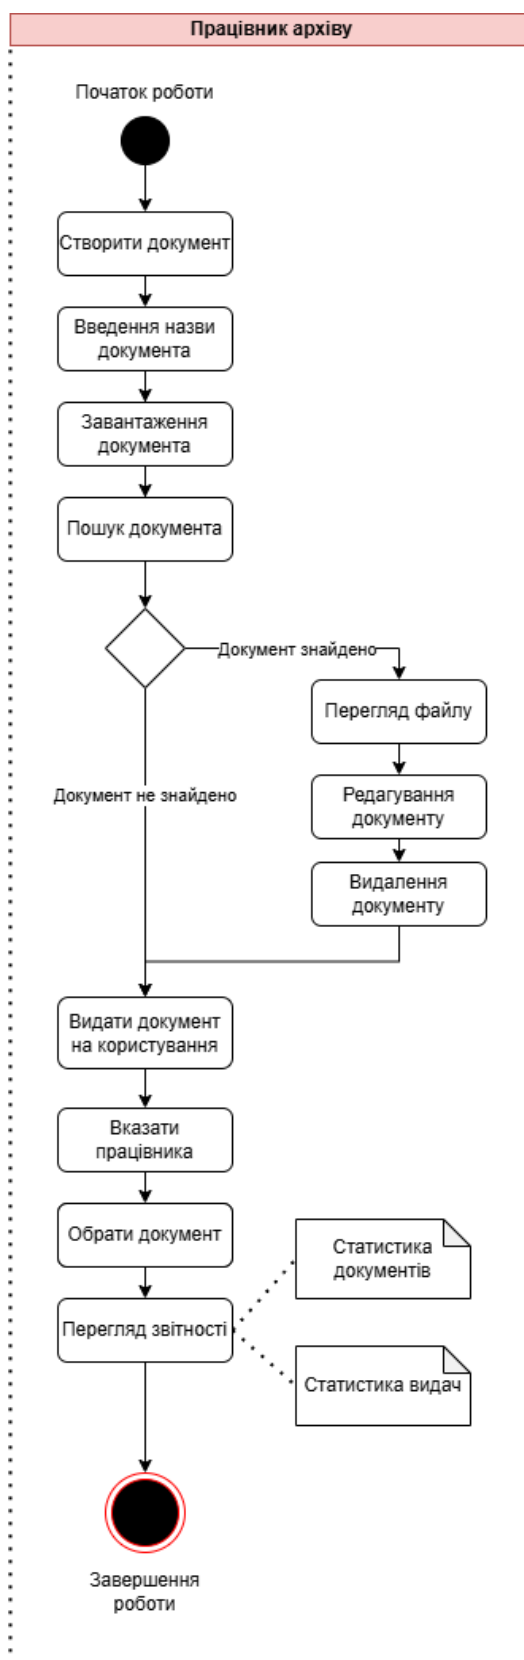 Працівник архіву
Початок роботи
Створити документ
Введення назви
документа
Завантаження
документа
Пошук документа
Документ знайдено
Перегляд файлу
Редагування
документу
Документ не знайдено
Видалення
документу
Видати документ
на користування
Вказати
працівника
Обрати документ
Статистика
документів
Перегляд звітності
Статистика видач
Завершення
роботи